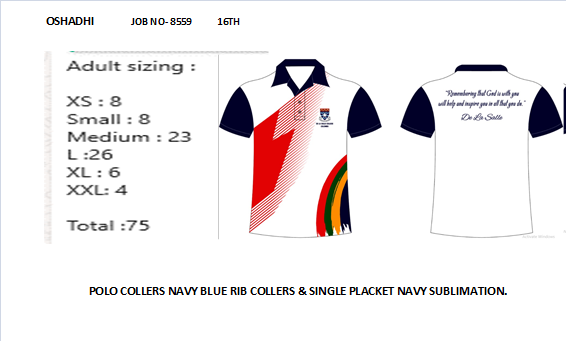 OSHADHI JOB NO- 8559 16TH
Adult sizing :
XS : 8
Small : 8
Medium : 23
L :26
XL : 6
XXL: 4
Total :75
"Remembering that God is with you
will help and inspire you in all that you do."
De La Salle
POLO COLLERS NAVY BLUE RIB COLLERS & SINGLE PLACKET NAVY SUBLIMATION.